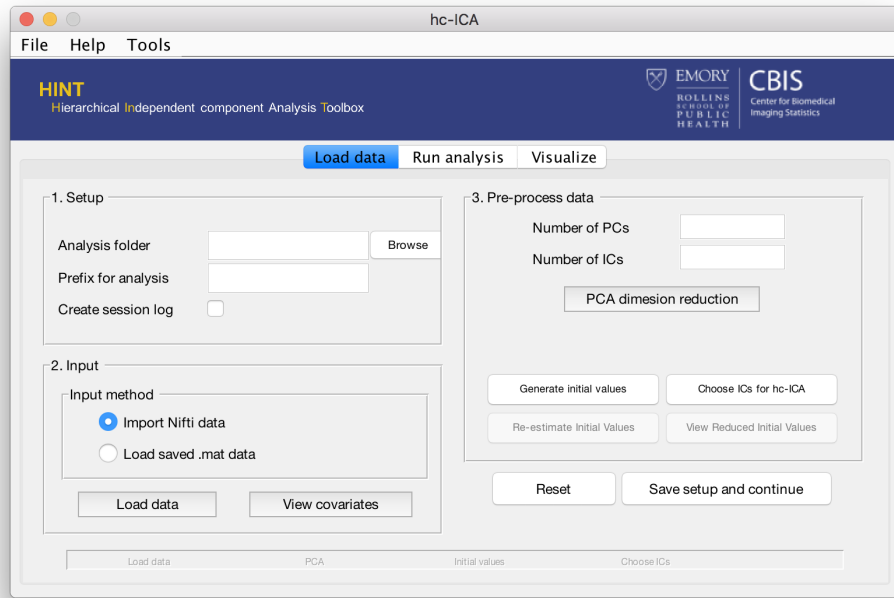 hc-ICA
File Help Tools
HINT
Hierarchical Independent component Analysis Toolbox
EMORY
ROLLINS
SCHOOL OF
PUBLIC
HEALTH
CBIS
Center for Biomedical
Imaging Statistics
Load data Run analysis Visualize
1. Setup
Analysis folder Browse
Prefix for analysis
Create session log
2. Input
Input method
Import Nifti data
Load saved .mat data
Load data View covariates
3. Pre-process data
Number of PCs
Number of ICs
PCA dimesion reduction
Generate initial values Choose ICs for hc-ICA
Re-estimate Initial Values View Reduced Initial Values
Reset Save setup and continue
Load data PCA Initial values Choose ICs